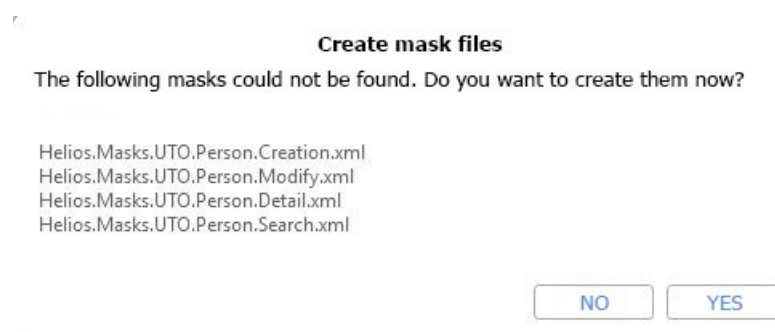 Create mask files
The following masks could not be found. Do you want to create them now?
Helios.Masks.UTO.Person.Creation.xml
Helios.Masks.UTO.Person.Modify.xml
Helios.Masks.UTO.Person.Detail.xml
Helios.Masks.UTO.Person.Search.xml
NO YES